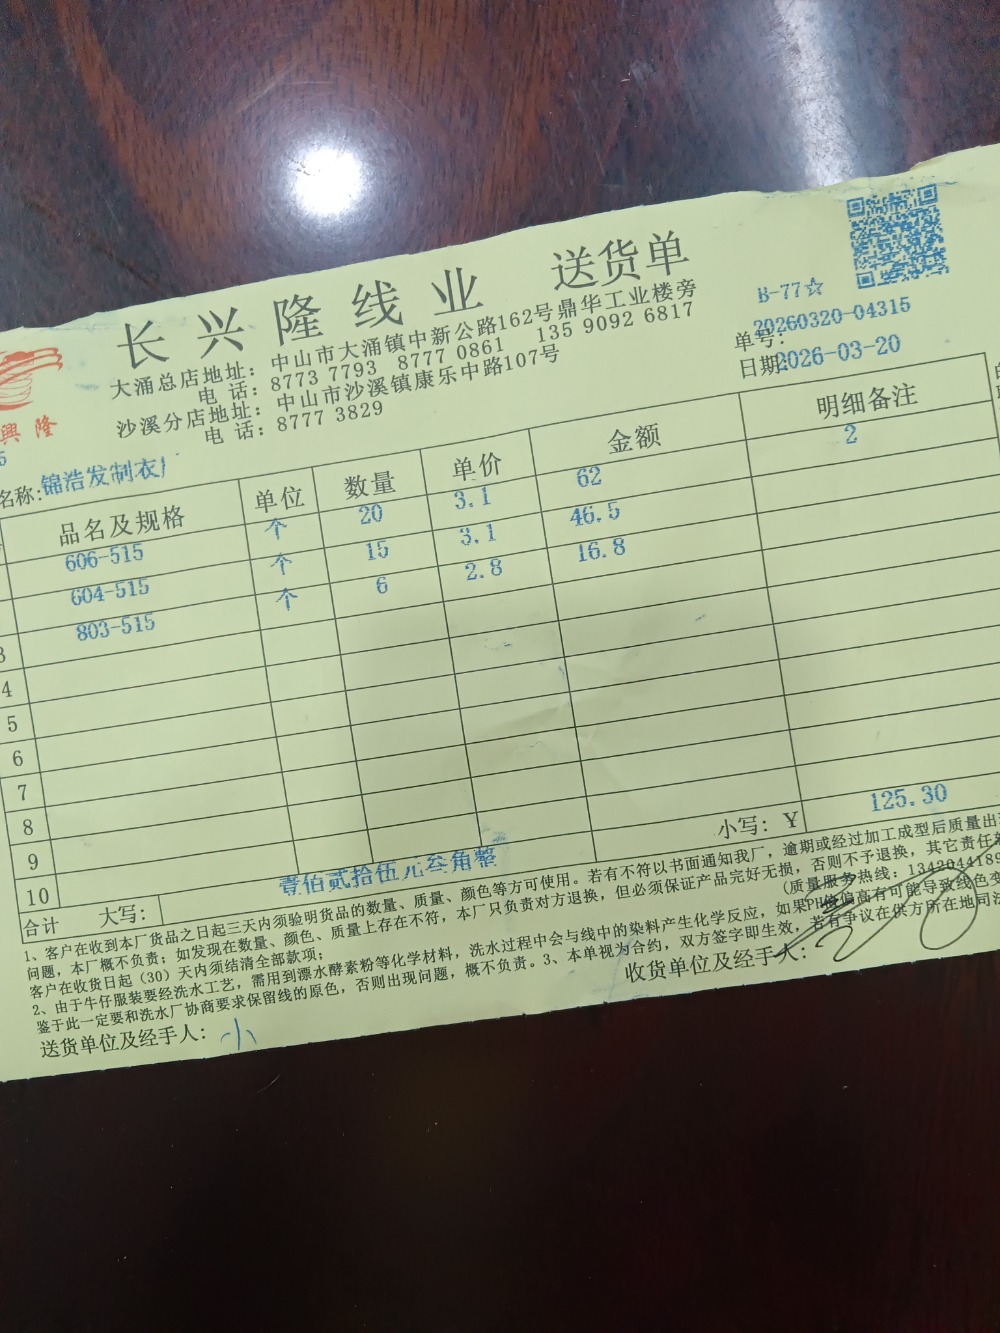 长兴隆线业 送货单
B-77☆
大涌总店地址：中山市大涌镇中新公路162号鼎华工业楼旁
电 话：8773 7793 8777 0861 135 9092 6817
沙溪分店地址：中山市沙溪镇康乐中路107号
电 话：8777 3829
单号：20260320-04315
日期：2026-03-20
興 隆
5
名称：锦浩发制衣厂
品名及规格 单位 数量 单价 金额 明细备注
606-515 个 20 3.1 62 2
604-515 个 15 3.1 46.5
803-515 个 6 2.8 16.8
3
4
5
6
7
8
9
10
小写：￥ 125.30
合计 大写： 壹佰贰拾伍元叁角整
1、客户在收到本厂货品之日起三天内须验明货品的数量、质量、颜色等方可使用。若有不符以书面通知我厂，逾期或经过加工成型后质量出现
问题，本厂概不负责；如发现在数量、颜色、质量上存在不符，本厂只负责对方退换，但必须保证产品完好无损，否则不予退换，其它责任
客户在收货日起（30）天内须结清全部款项；
（质量服务热线：1342044189
2、由于牛仔服装要经洗水工艺，需用到漂水酵素粉等化学材料，洗水过程中会与线中的染料产生化学反应，如果PH值偏高有可能导致线色变
鉴于此一定要和洗水厂协商要求保留线的原色，否则出现问题，概不负责。3、本单视为合约，双方签字即生效，若有争议在供方所在地司法
送货单位及经手人：小
收货单位及经手人：